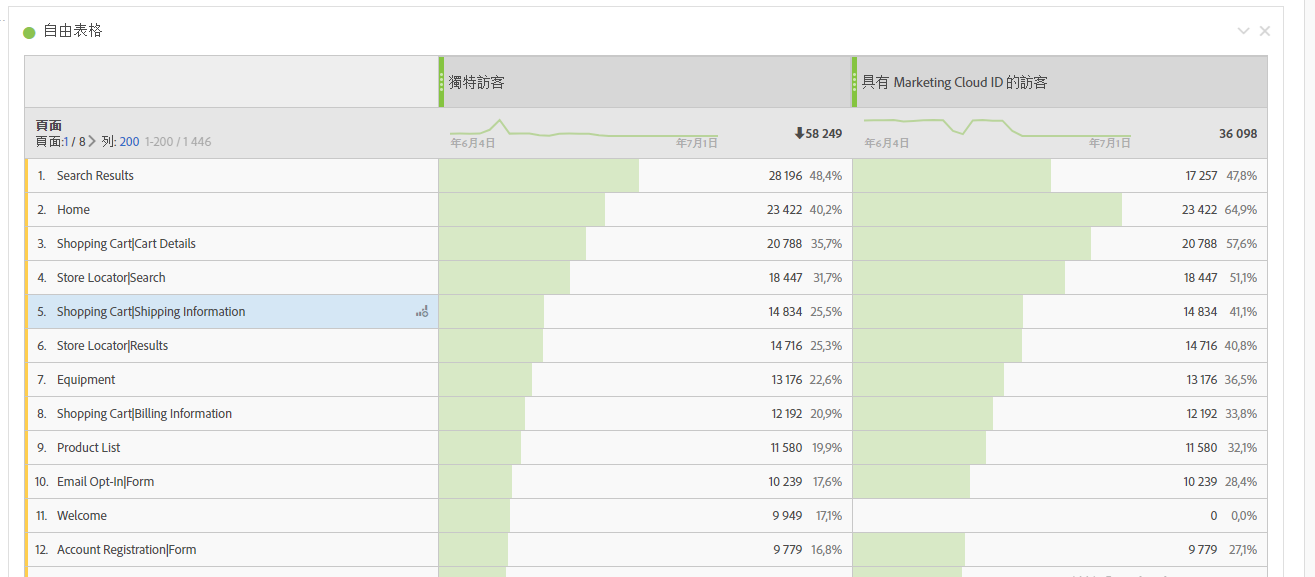 自由表格
獨特訪客 具有 Marketing Cloud ID 的訪客
頁面
頁面:1 / 8 列: 200 1-200 / 1 446
年6月4日 年7月1日 58 249 年6月4日 年7月1日 36 098
1. Search Results 28 196 48,4% 17 257 47,8%
2. Home 23 422 40,2% 23 422 64,9%
3. Shopping Cart|Cart Details 20 788 35,7% 20 788 57,6%
4. Store Locator|Search 18 447 31,7% 18 447 51,1%
5. Shopping Cart|Shipping Information 14 834 25,5% 14 834 41,1%
6. Store Locator|Results 14 716 25,3% 14 716 40,8%
7. Equipment 13 176 22,6% 13 176 36,5%
8. Shopping Cart|Billing Information 12 192 20,9% 12 192 33,8%
9. Product List 11 580 19,9% 11 580 32,1%
10. Email Opt-In|Form 10 239 17,6% 10 239 28,4%
11. Welcome 9 949 17,1% 0 0,0%
12. Account Registration|Form 9 779 16,8% 9 779 27,1%